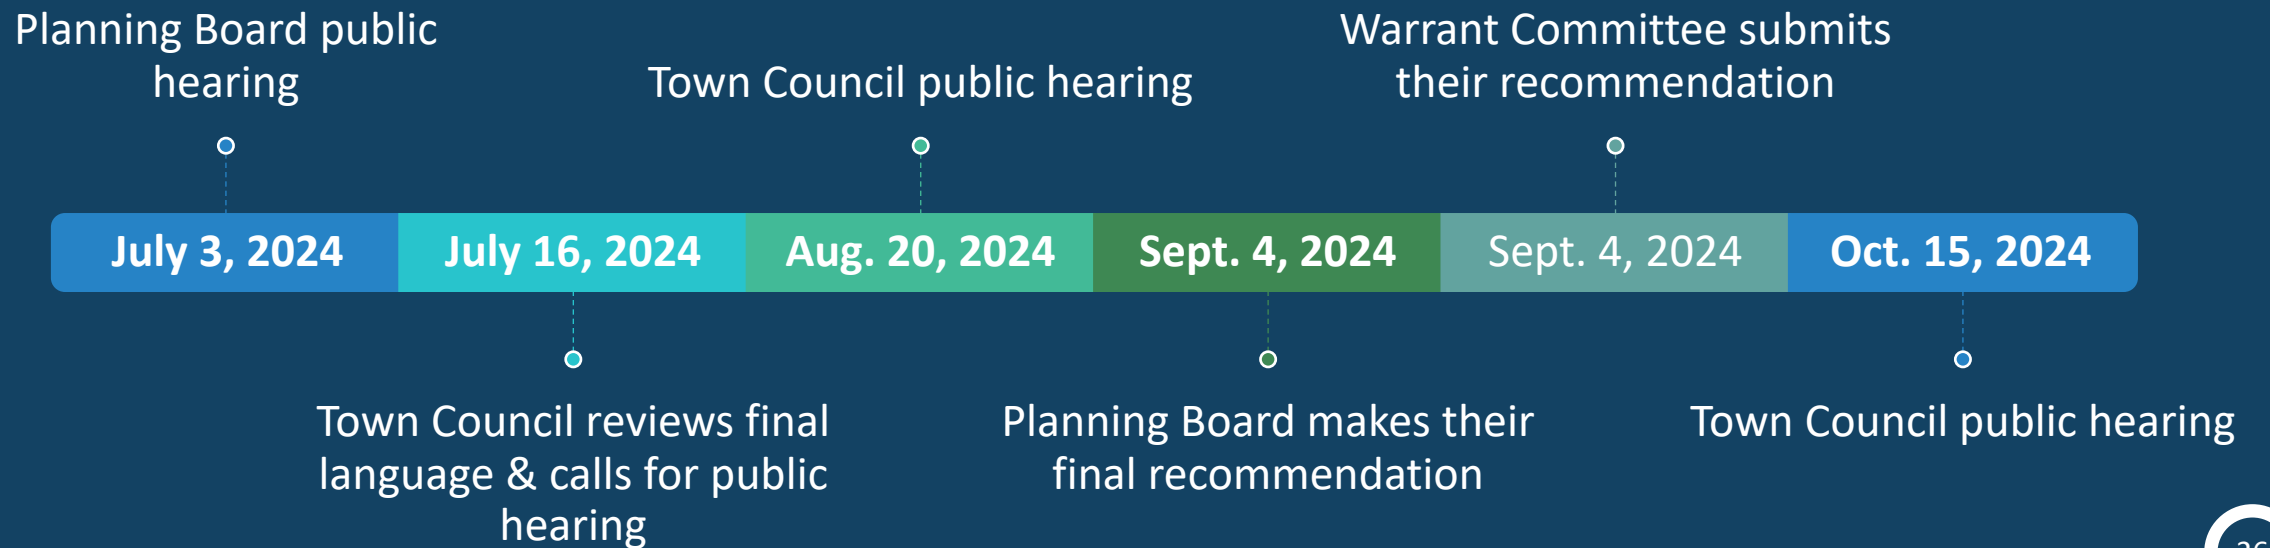 Planning Board public
hearing
Town Council public hearing
Warrant Committee submits
their recommendation
July 3, 2024
July 16, 2024
Aug. 20, 2024
Sept. 4, 2024
Sept. 4, 2024
Oct. 15, 2024
Town Council reviews final
language & calls for public
hearing
Planning Board makes their
final recommendation
Town Council public hearing